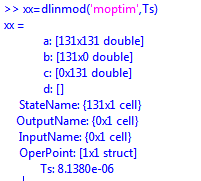 >> xx=dlinmod('moptim',Ts)
xx =
a: [131x131 double]
b: [131x0 double]
c: [0x131 double]
d: []
StateName: {131x1 cell}
OutputName: {0x1 cell}
InputName: {0x1 cell}
OperPoint: [1x1 struct]
Ts: 8.1380e-06